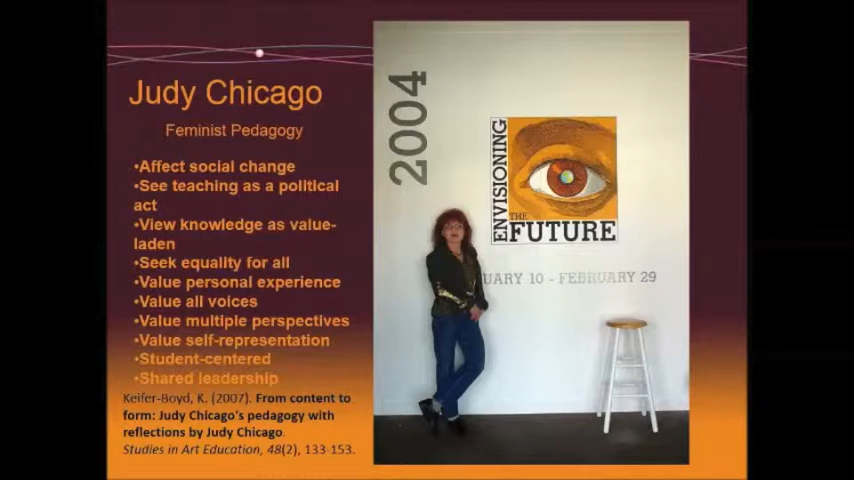 Judy Chicago
Feminist Pedagogy
•Affect social change
•See teaching as a political
act
•View knowledge as value-
laden
•Seek equality for all
•Value personal experience
•Value all voices
•Value multiple perspectives
•Value self-representation
•Student-centered
•Shared leadership
Keifer-Boyd, K. (2007). From content to
form: Judy Chicago's pedagogy with
reflections by Judy Chicago.
Studies in Art Education, 48(2), 133-153.
2004
ENVISIONING
THE
FUTURE
UARY 10 - FEBRUARY 29